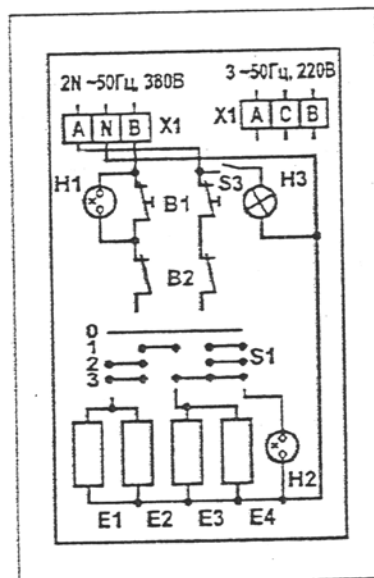 2N ~50Гц, 380В
3 ~50Гц, 220В
A N B X1
X1 A C B
H1
B1
S3
H3
B2
0
1
2
3
S1
H2
E1 E2 E3 E4